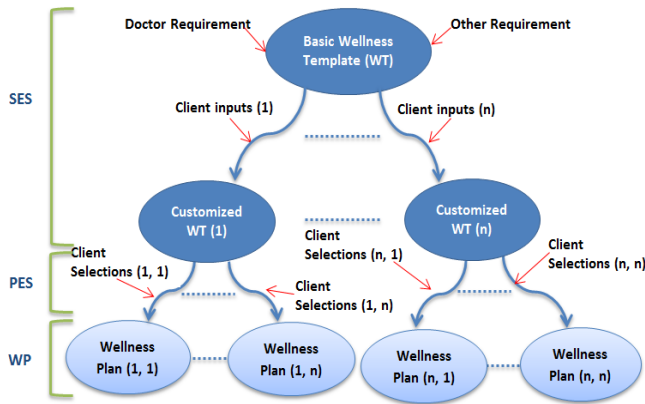 Doctor Requirement
Other Requirement
Basic Wellness
Template (WT)
SES
Client inputs (1)
Client inputs (n)
Customized
WT (1)
Customized
WT (n)
Client
Selections (1, 1)
Client
Selections (n, 1)
Client
Selections (n, n)
PES
Client
Selections (1, n)
WP
Wellness
Plan (1, 1)
Wellness
Plan (1, n)
Wellness
Plan (n, 1)
Wellness
Plan (n, n)